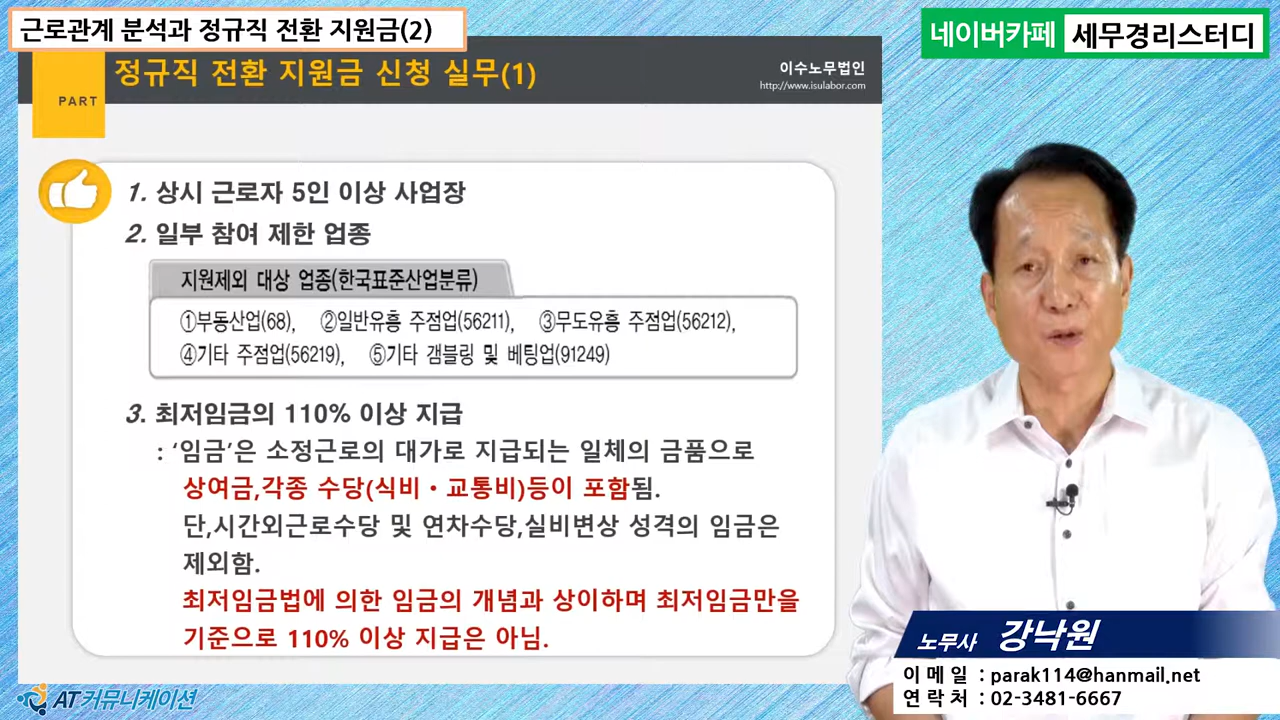 근로관계 분석과 정규직 전환 지원금(2)
네이버카페 세무경리스터디
PART
정규직 전환 지원금 신청 실무(1)
이수노무법인
http://www.isulabor.com
1. 상시 근로자 5인 이상 사업장
2. 일부 참여 제한 업종
지원제외 대상 업종(한국표준산업분류)
①부동산업(68), ②일반유흥 주점업(56211), ③무도유흥 주점업(56212),
④기타 주점업(56219), ⑤기타 갬블링 및 베팅업(91249)
3. 최저임금의 110% 이상 지급
: ‘임금’은 소정근로의 대가로 지급되는 일체의 금품으로
상여금,각종 수당(식비・교통비)등이 포함됨.
단,시간외근로수당 및 연차수당,실비변상 성격의 임금은
제외함.
최저임금법에 의한 임금의 개념과 상이하며 최저임금만을
기준으로 110% 이상 지급은 아님.
노무사 강낙원
이 메 일 : parak114@hanmail.net
연 락 처 : 02-3481-6667
AT커뮤니케이션